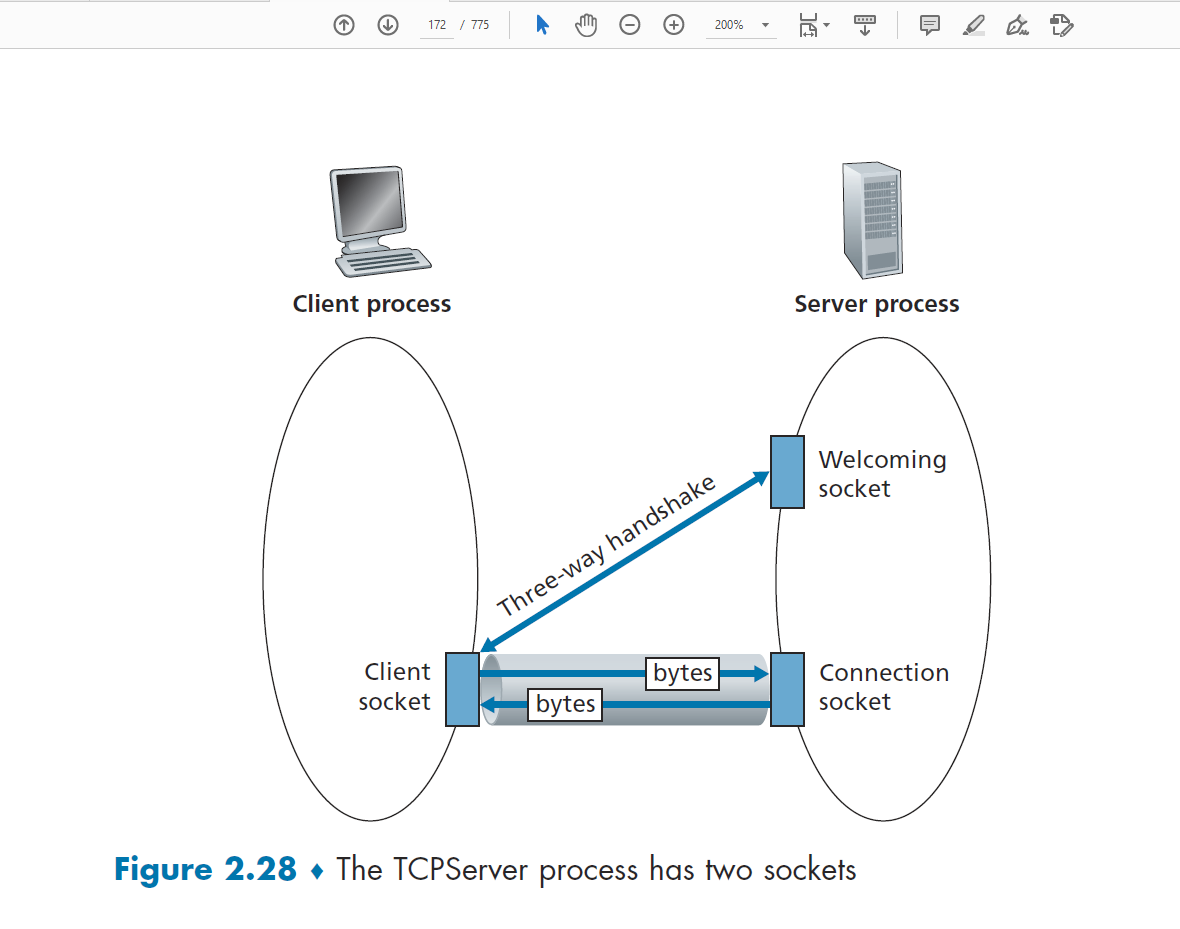 172 / 775
200%
Client process
Server process
Welcoming
socket
Three-way handshake
Client
socket
bytes
bytes
Connection
socket
Figure 2.28 ♦ The TCPServer process has two sockets